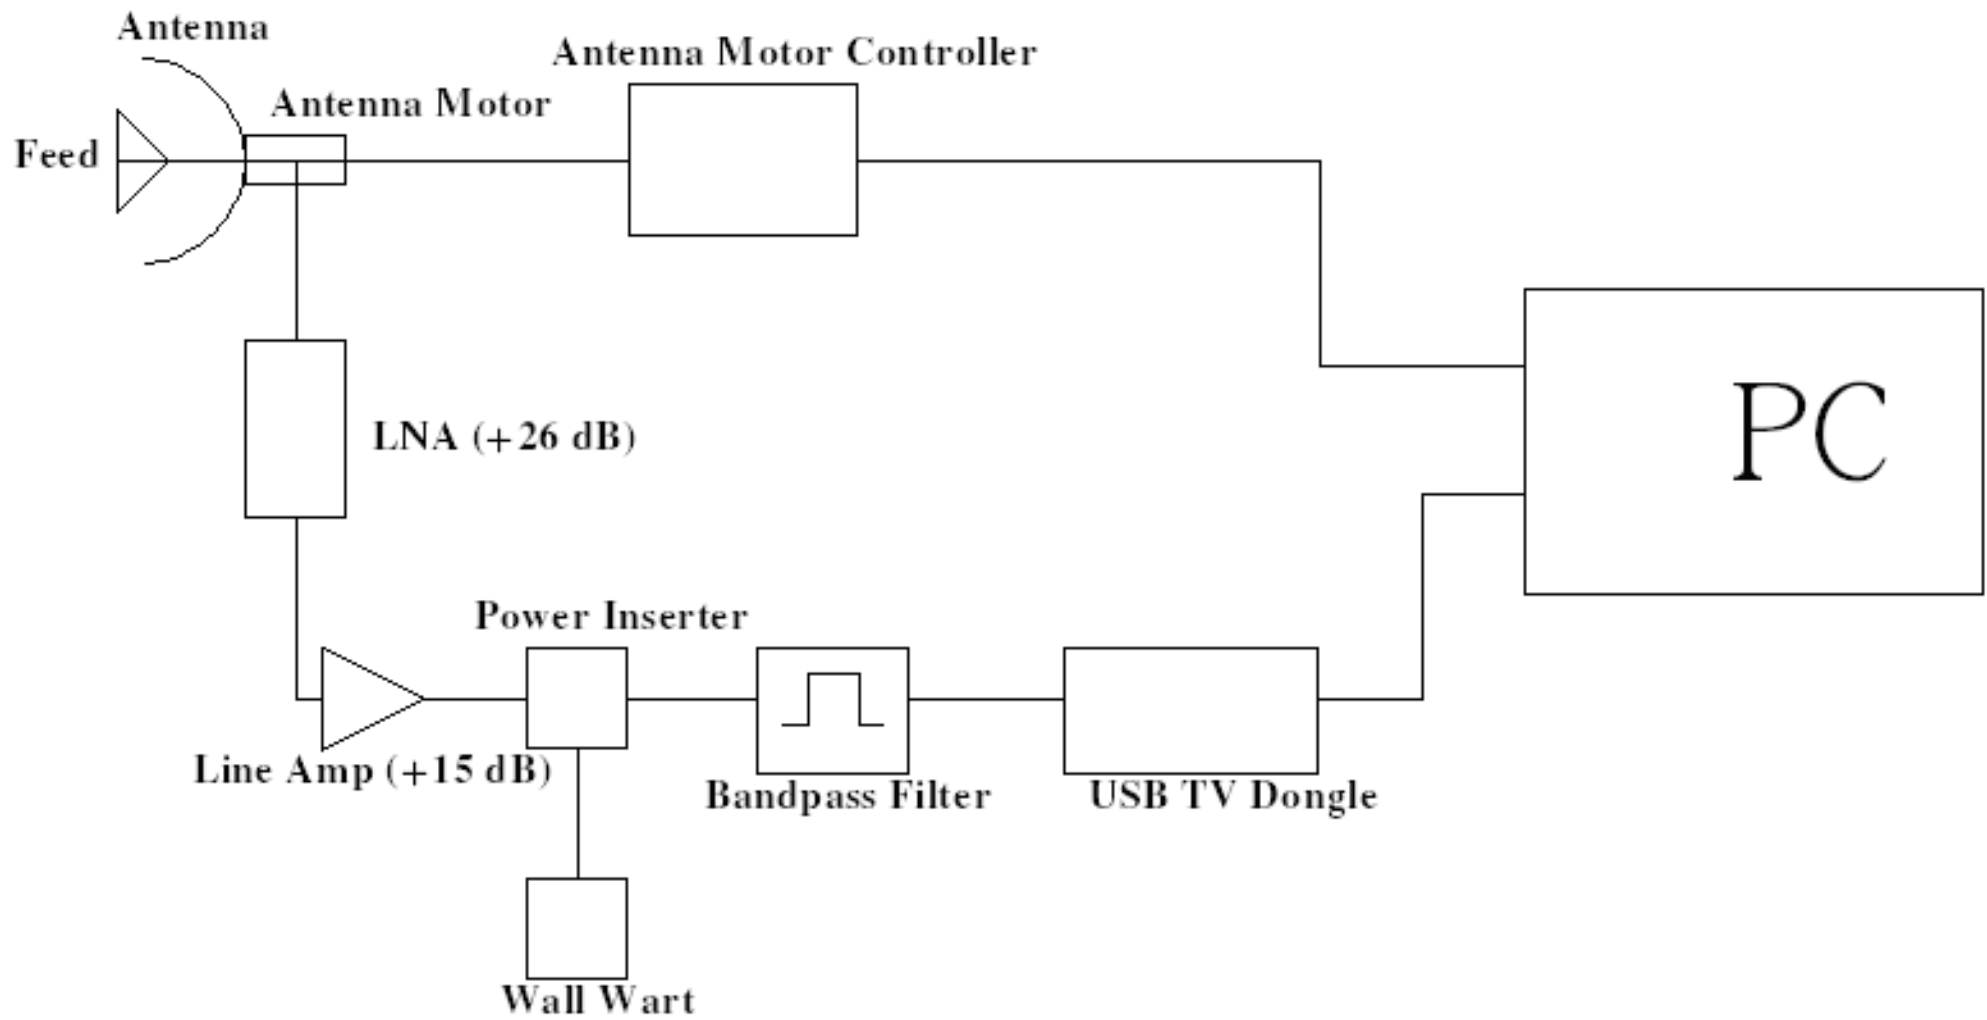 Antenna
Antenna Motor Controller
Antenna Motor
Feed
PC
LNA (+26 dB)
Power Inserter
Line Amp (+15 dB)
Bandpass Filter
USB TV Dongle
Wall Wart